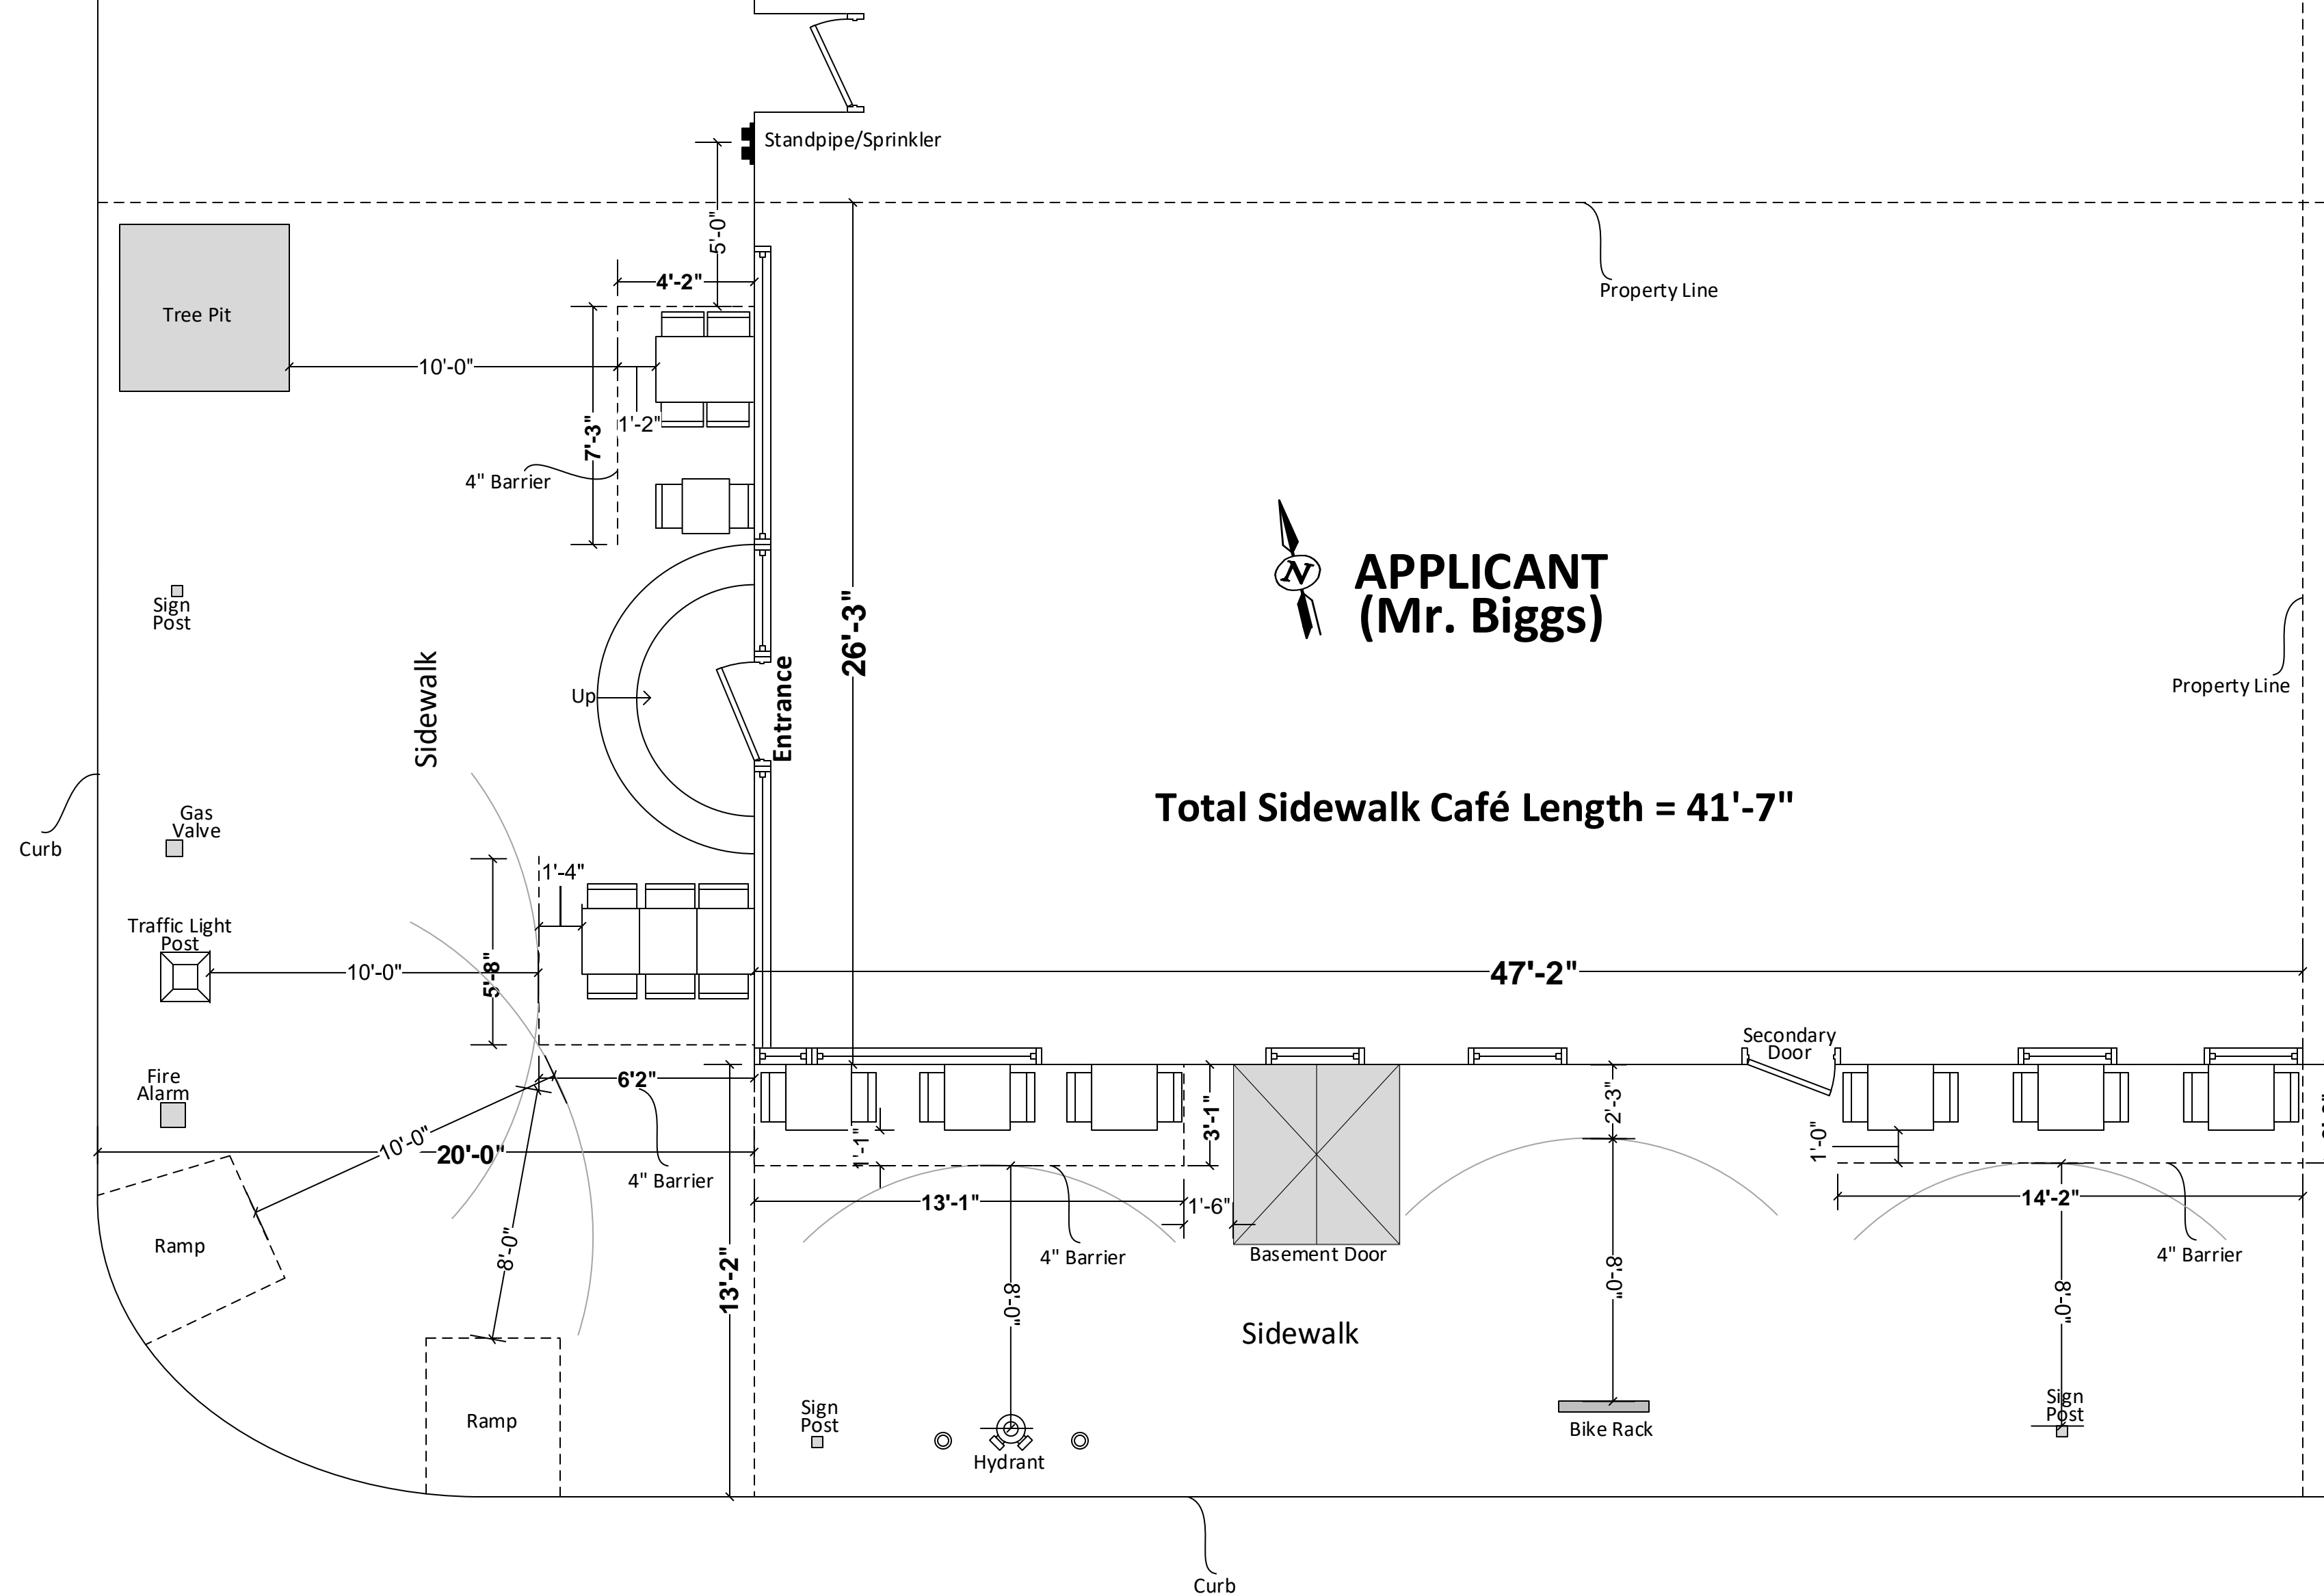 Standpipe/Sprinkler
5'-0"
4'-2"
Property Line
Tree Pit
10'-0"
1'-2"
7'-3"
4" Barrier
N
APPLICANT
(Mr. Biggs)
Sign
Post
26'-3"
Property Line
Sidewalk
Up
Entrance
Total Sidewalk Café Length = 41'-7"
Gas
Valve
Curb
1'-4"
Traffic Light
Post
10'-0"
5'-8"
47'-2"
Secondary
Door
Fire
Alarm
6'2"
10'-0"
20'-0"
4" Barrier
1'-1"
3'-1"
2'-3"
1'-0"
13'-1"
1'-6"
14'-2"
Ramp
8'-0"
13'-2"
4" Barrier
Basement Door
4" Barrier
8'-0"
8'-0"
8'-0"
Sidewalk
Ramp
Sign
Post
Hydrant
Bike Rack
Sign
Post
Curb